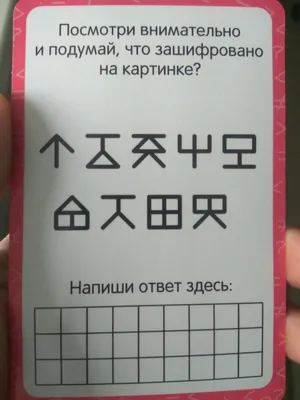 Посмотри внимательно
и подумай, что зашифровано
на картинке?
Напиши ответ здесь: